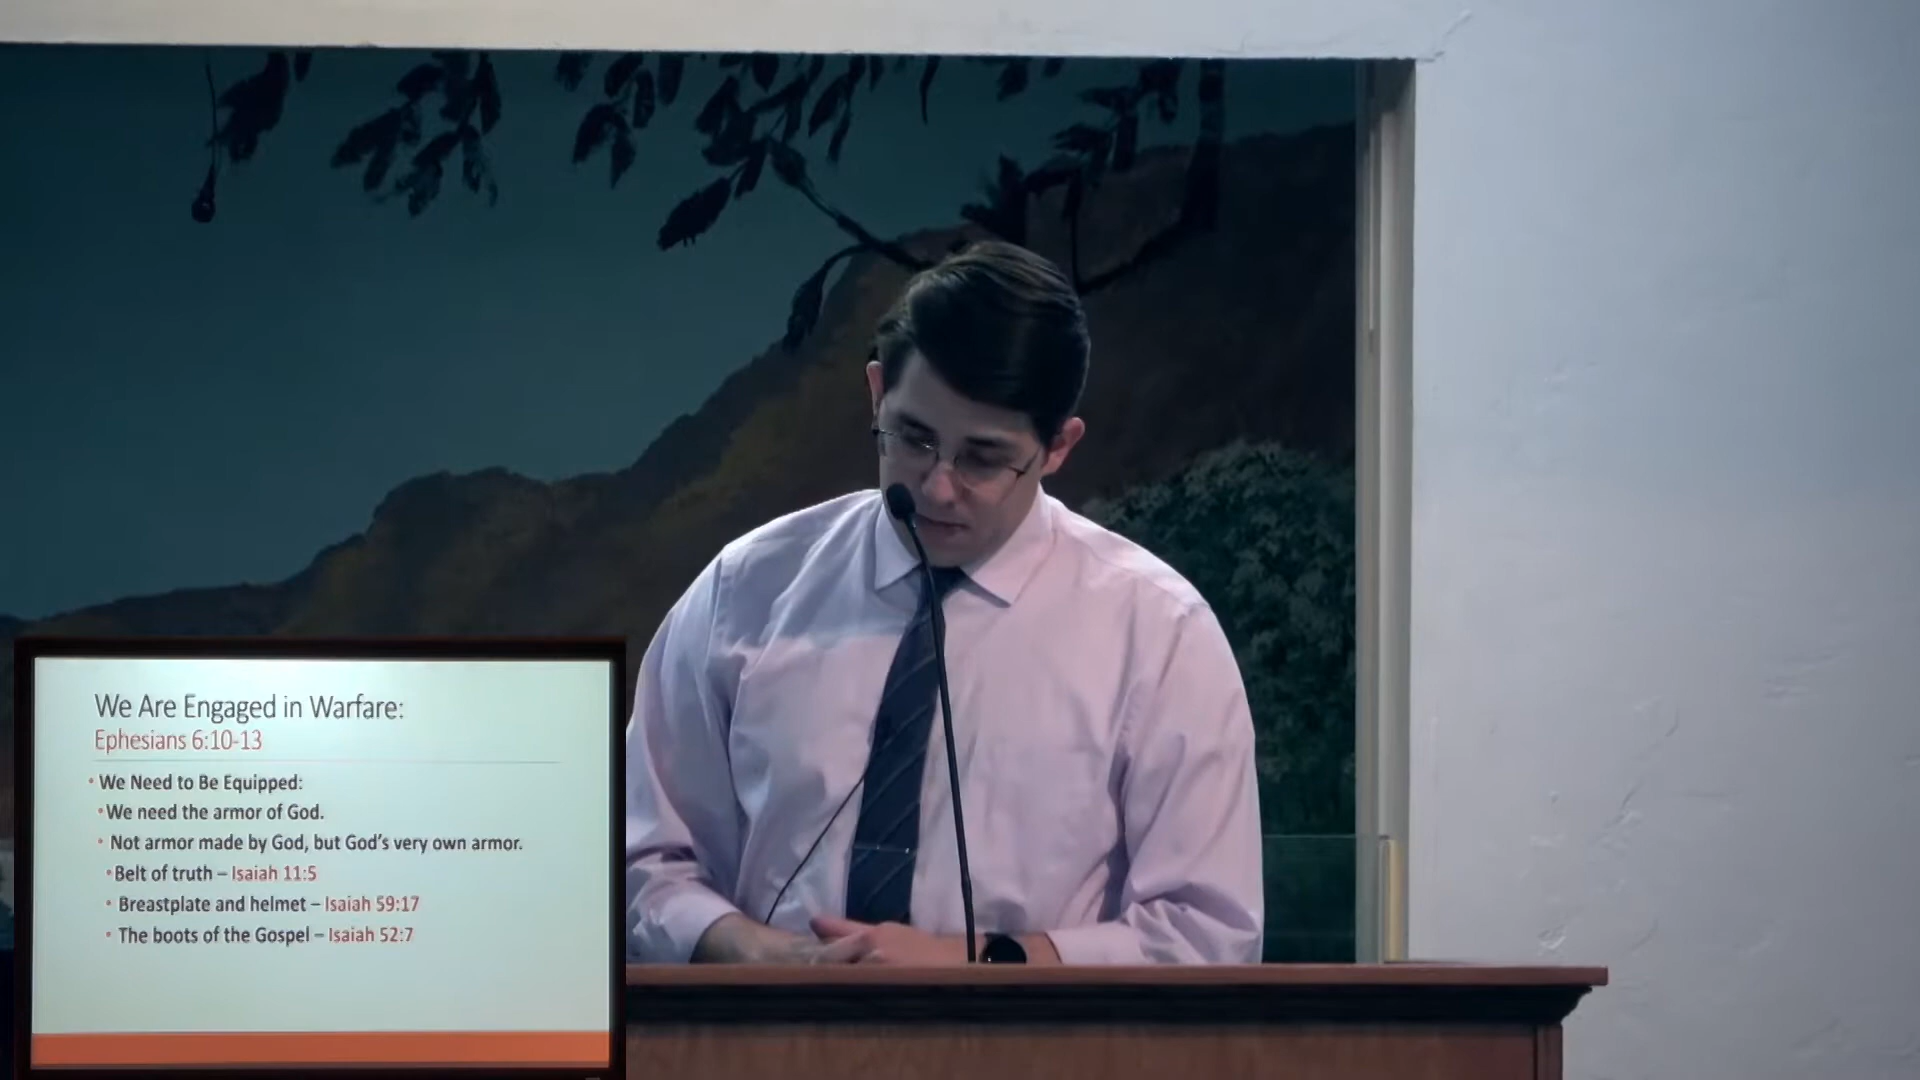 We Are Engaged in Warfare:
Ephesians 6:10-13
• We Need to Be Equipped:
• We need the armor of God.
• Not armor made by God, but God's very own armor.
• Belt of truth – Isaiah 11:5
• Breastplate and helmet – Isaiah 59:17
• The boots of the Gospel – Isaiah 52:7